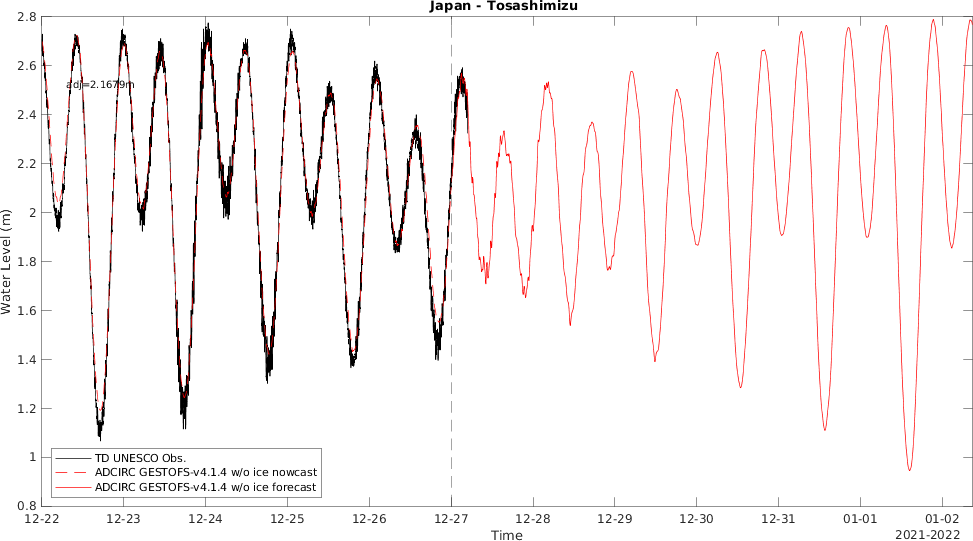 Japan - Tosashimizu
2.8
2.6
2.4
2.2
2
1.8
1.6
1.4
1.2
1
0.8
Water Level (m)
adj=2.1679m
TD UNESCO Obs.
ADCIRC GESTOFS-v4.1.4 w/o ice nowcast
ADCIRC GESTOFS-v4.1.4 w/o ice forecast
12-22 12-23 12-24 12-25 12-26 12-27 12-28 12-29 12-30 12-31 01-01 01-02
Time
2021-2022